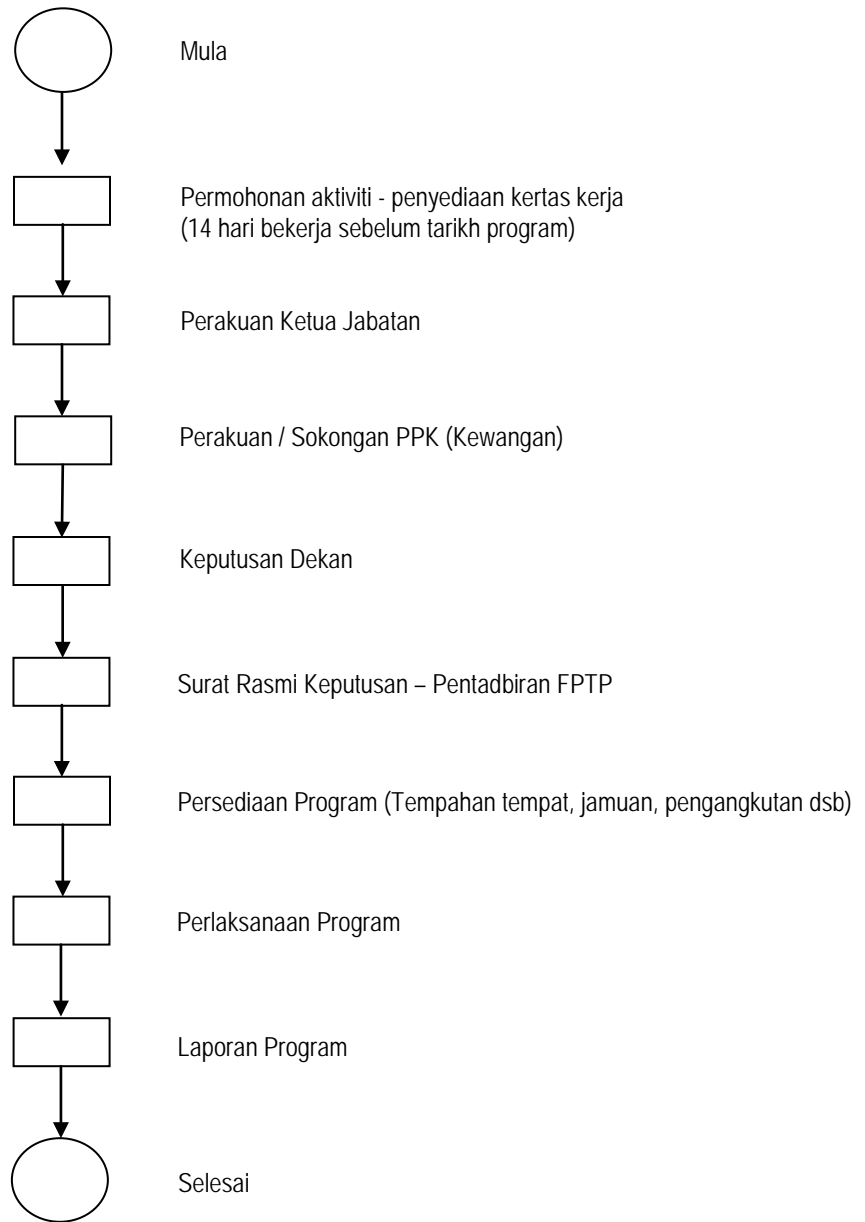 Mula
Permohonan aktiviti - penyediaan kertas kerja
(14 hari bekerja sebelum tarikh program)
Perakuan Ketua Jabatan
Perakuan / Sokongan PPK (Kewangan)
Keputusan Dekan
Surat Rasmi Keputusan – Pentadbiran FPTP
Persediaan Program (Tempahan tempat, jamuan, pengangkutan dsb)
Perlaksanaan Program
Laporan Program
Selesai